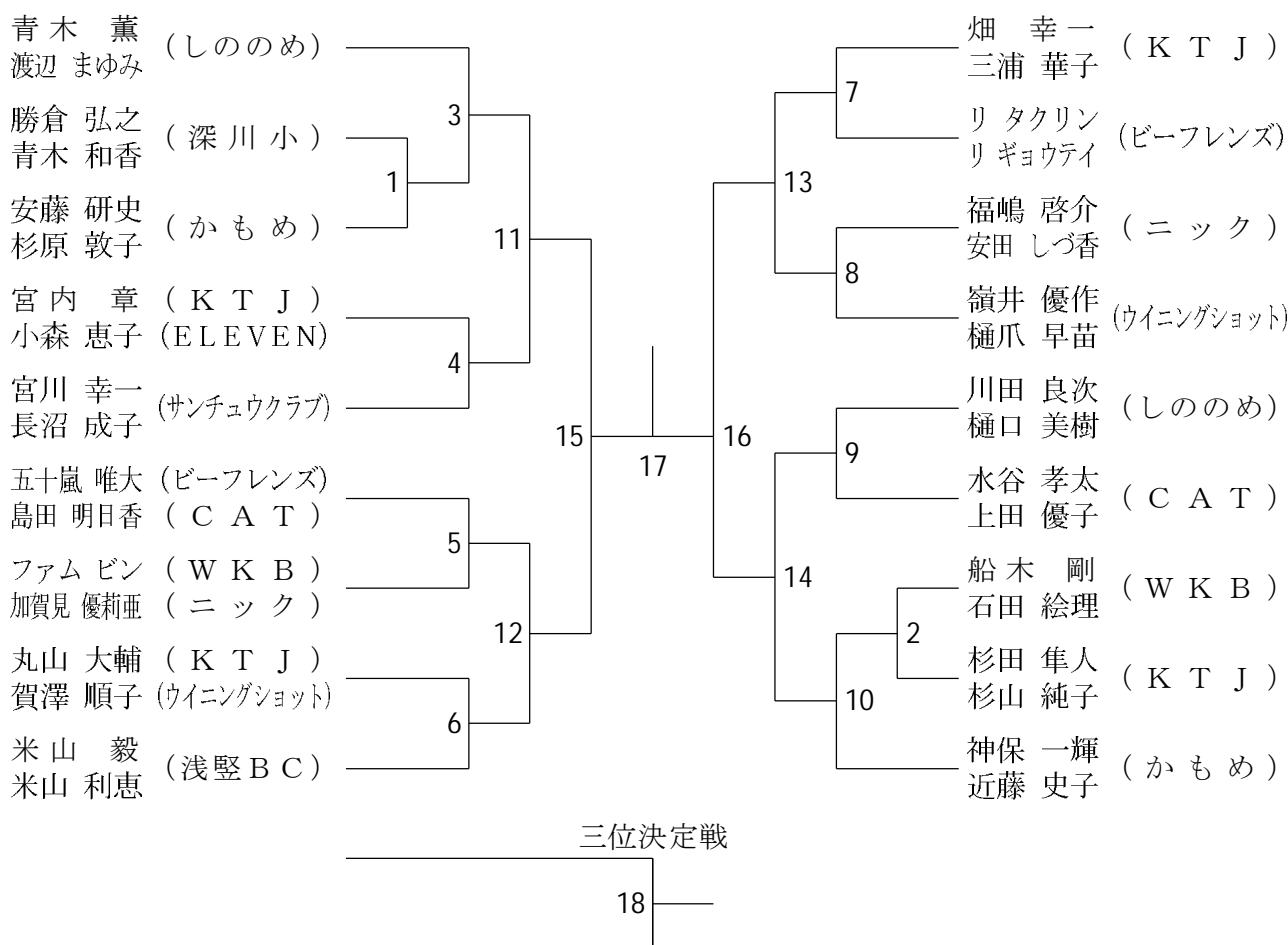 青木 薫
渡辺 まゆみ
(しののめ)
勝倉 弘之
青木 和香
(深川小)
安藤 研史
杉原 敦子
(かもめ)
宮内 章 (KTJ)
小森 恵子 (ELEVEN)
宮川 幸一
長沼 成子
(サンチュウクラブ)
五十嵐 唯大 (ビーフレンズ)
島田 明日香 (CAT)
ファム ビン (WKB)
加賀見 優莉亜 (ニック)
丸山 大輔 (KTJ)
賀澤 順子 (ウイニングショット)
米山 毅
米山 利恵
(浅竪BC)
3
1
11
4
15
5
12
6
17
16
7
13
8
9
14
2
10
畑 幸一
三浦 華子
(KTJ)
リ タクリン
リ ギョウテイ
(ビーフレンズ)
福嶋 啓介
安田 しづ香
(ニック)
嶺井 優作
樋爪 早苗
(ウイニングショット)
川田 良次
樋口 美樹
(しののめ)
水谷 孝太
上田 優子
(CAT)
船木 剛
石田 絵理
(WKB)
杉田 隼人
杉山 純子
(KTJ)
神保 一輝
近藤 史子
(かもめ)
三位決定戦
18